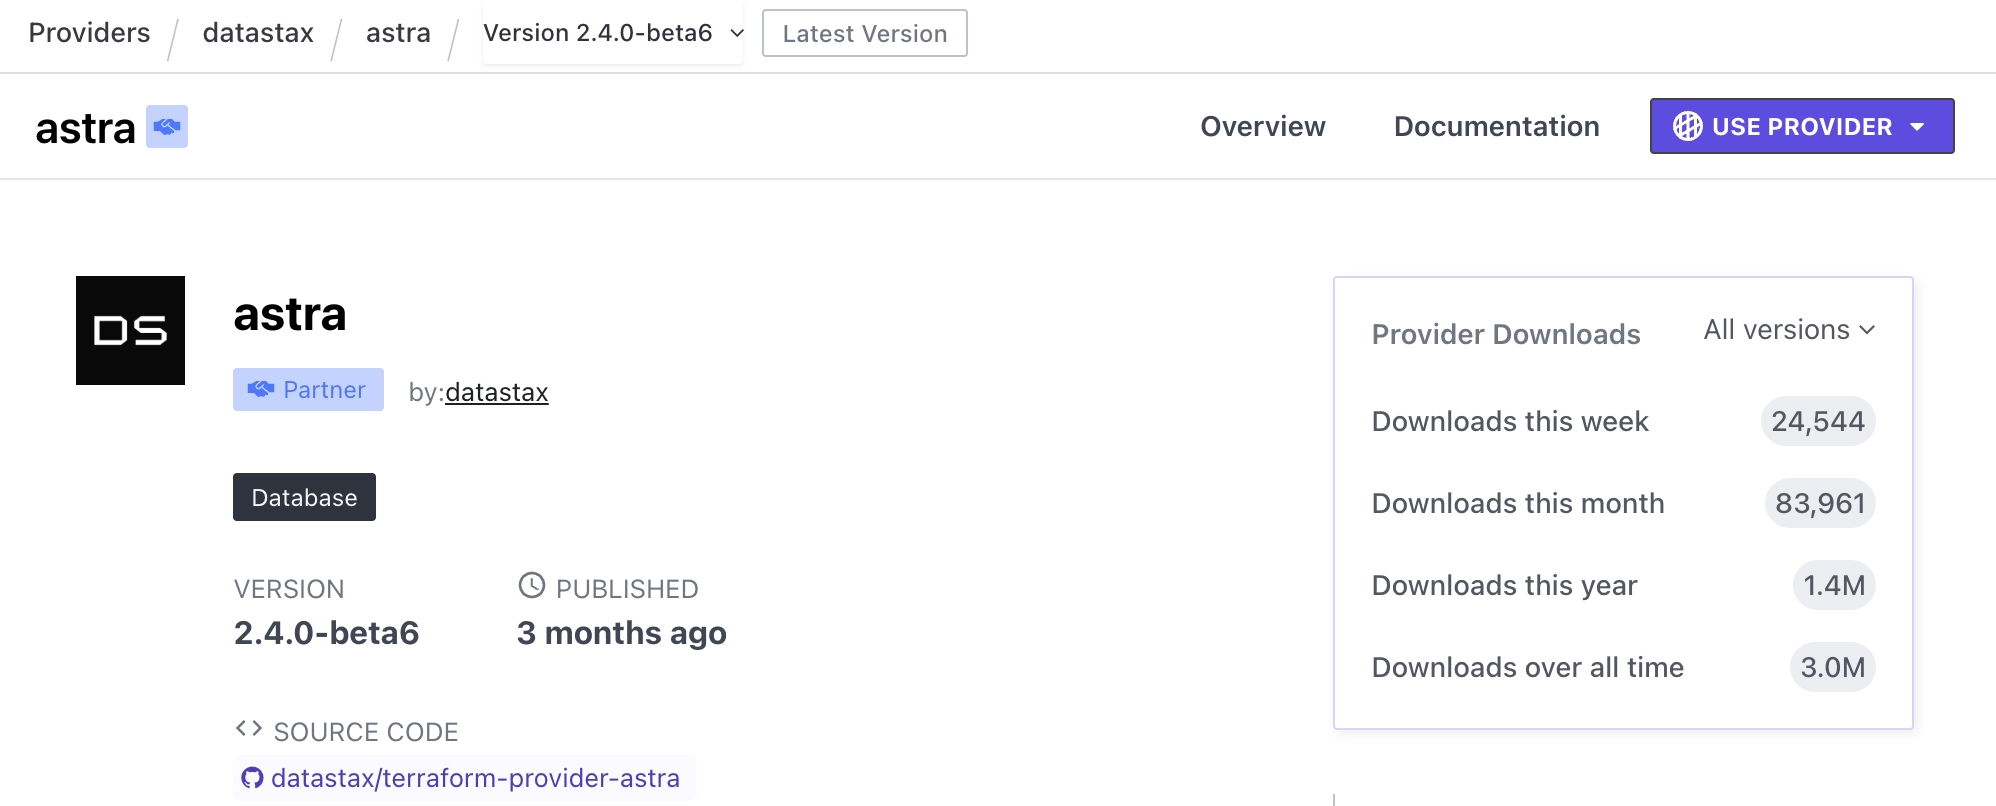 Providers / datastax / astra / Version 2.4.0-beta6 Latest Version
astra Overview Documentation USE PROVIDER
DS
astra
Partner by:datastax
Database
VERSION PUBLISHED
2.4.0-beta6 3 months ago
<> SOURCE CODE
datastax/terraform-provider-astra
Provider Downloads All versions
Downloads this week 24,544
Downloads this month 83,961
Downloads this year 1.4M
Downloads over all time 3.0M